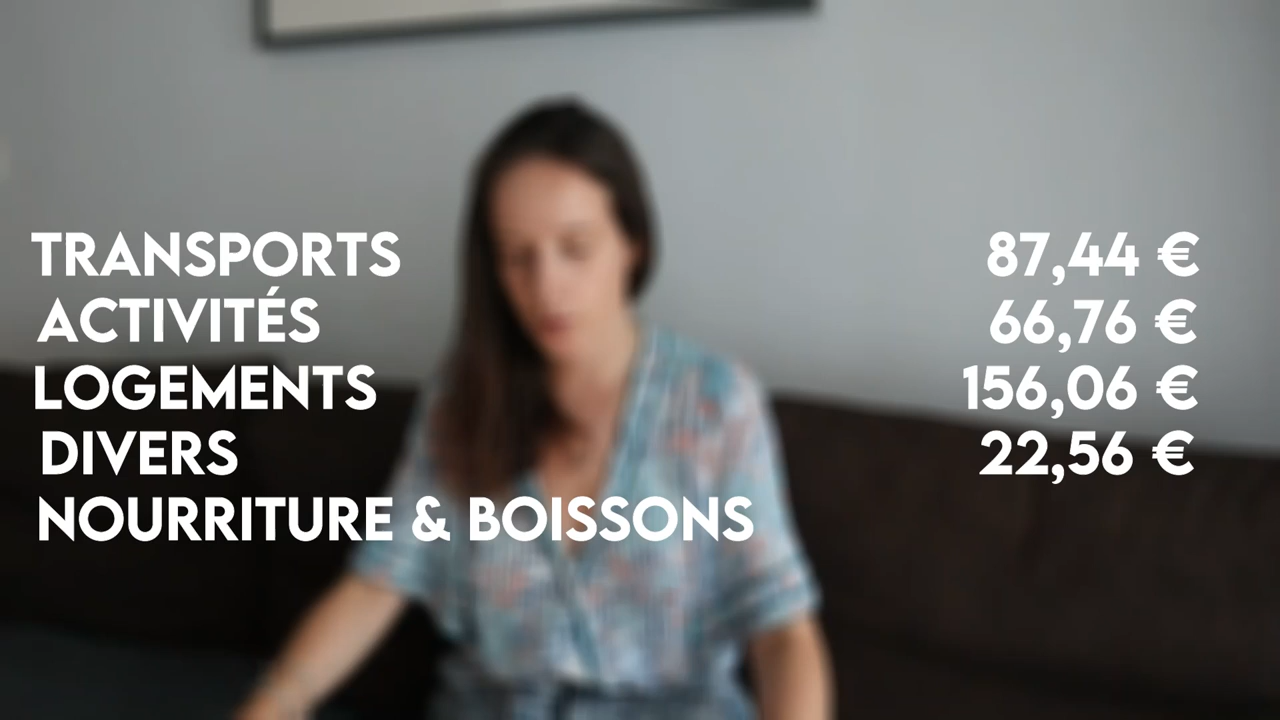 TRANSPORTS 87,44 €
ACTIVITÉS 66,76 €
LOGEMENTS 156,06 €
DIVERS 22,56 €
NOURRITURE & BOISSONS